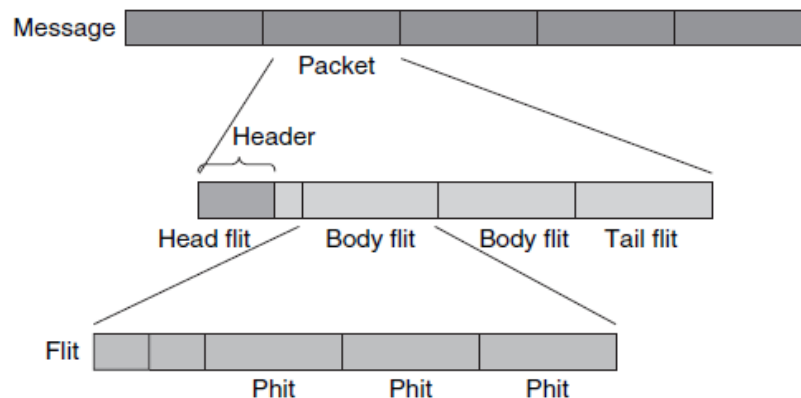 Message
Packet
Header
Head flit Body flit Body flit Tail flit
Flit
Phit Phit Phit